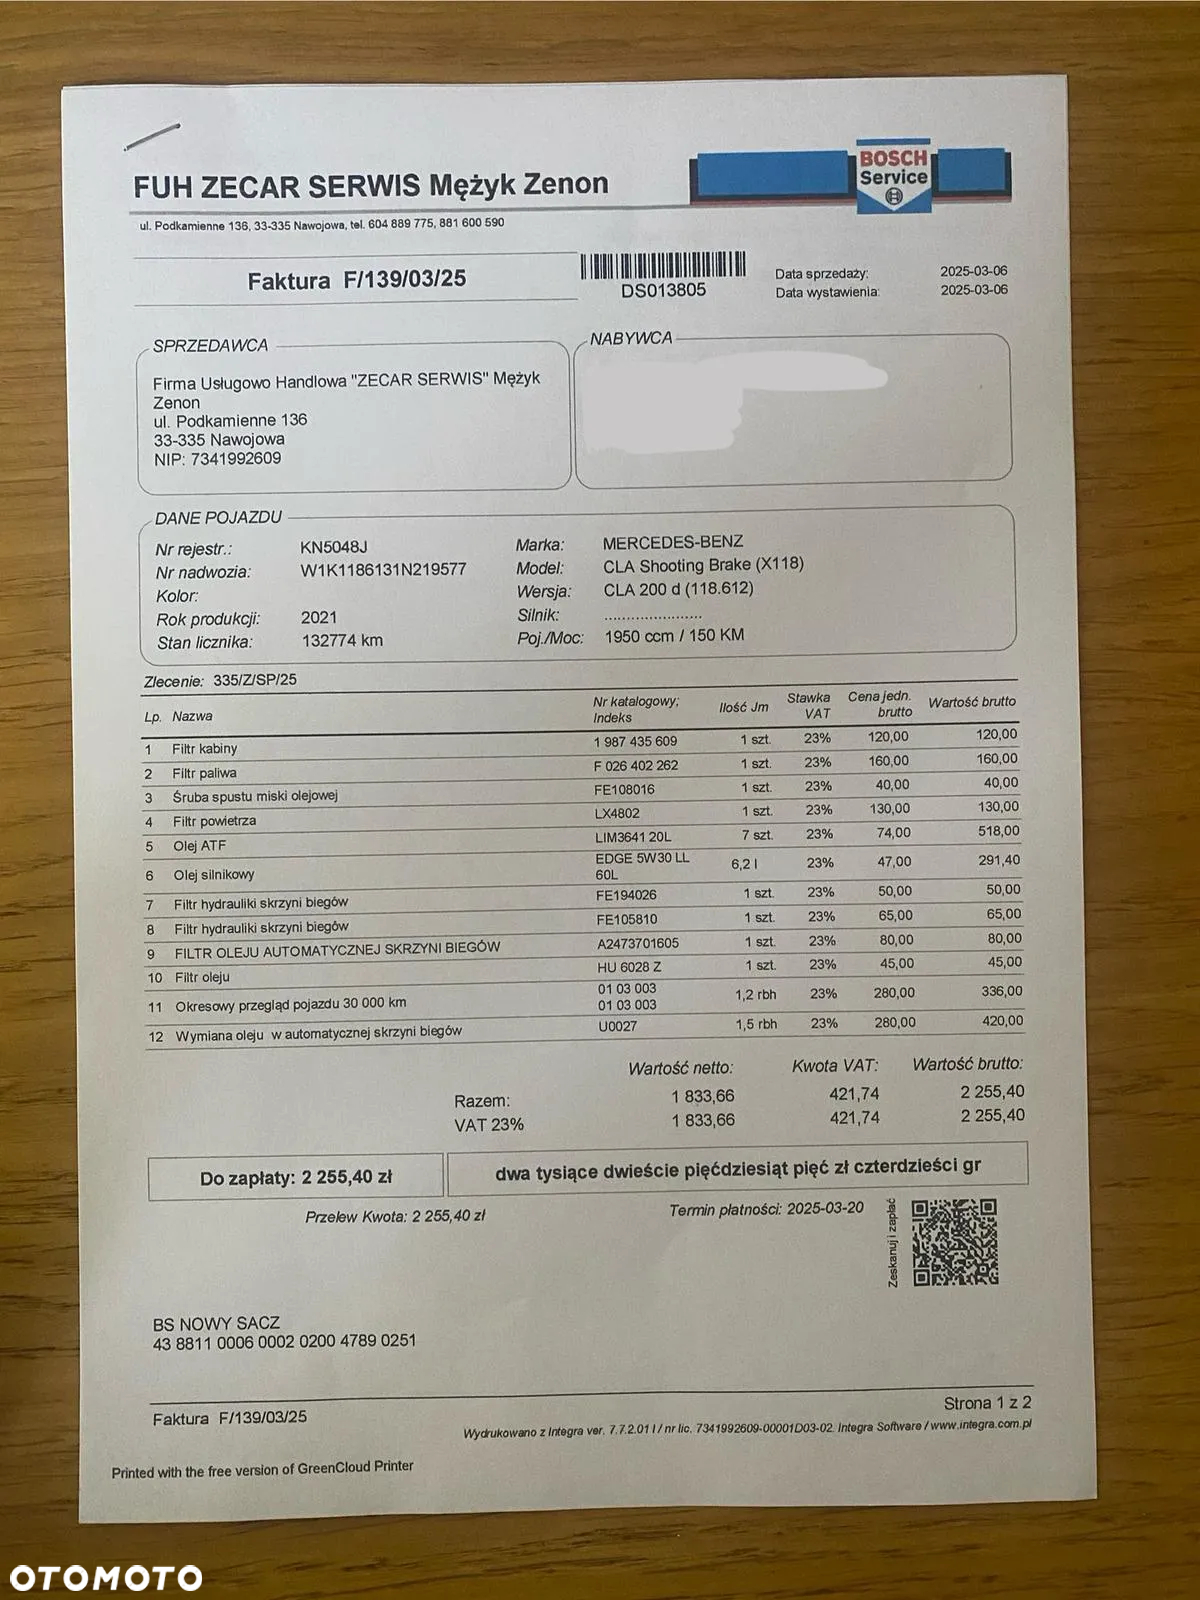 BOSCH
Service
FUH ZECAR SERWIS Mężyk Zenon
ul. Podkamienne 136, 33-335 Nawojowa, tel. 604 889 775, 881 600 590
Faktura F/139/03/25
DS013805
Data sprzedaży: 2025-03-06
Data wystawienia: 2025-03-06
SPRZEDAWCA
Firma Usługowo Handlowa "ZECAR SERWIS" Mężyk
Zenon
ul. Podkamienne 136
33-335 Nawojowa
NIP: 7341992609
NABYWCA
DANE POJAZDU
Nr rejestr.: KN5048J Marka: MERCEDES-BENZ
Nr nadwozia: W1K1186131N219577 Model: CLA Shooting Brake (X118)
Kolor: Wersja: CLA 200 d (118.612)
Rok produkcji: 2021 Silnik: ......................
Stan licznika: 132774 km Poj./Moc: 1950 ccm / 150 KM
Zlecenie: 335/Z/SP/25
Lp. Nazwa Nr katalogowy; Indeks Ilość Jm Stawka VAT Cena jedn. brutto Wartość brutto
1 Filtr kabiny 1 987 435 609 1 szt. 23% 120,00 120,00
2 Filtr paliwa F 026 402 262 1 szt. 23% 160,00 160,00
3 Śruba spustu miski olejowej FE108016 1 szt. 23% 40,00 40,00
4 Filtr powietrza LX4802 1 szt. 23% 130,00 130,00
5 Olej ATF LIM3641 20L 7 szt. 23% 74,00 518,00
6 Olej silnikowy EDGE 5W30 LL 60L 6,2 l 23% 47,00 291,40
7 Filtr hydrauliki skrzyni biegów FE194026 1 szt. 23% 50,00 50,00
8 Filtr hydrauliki skrzyni biegów FE105810 1 szt. 23% 65,00 65,00
9 FILTR OLEJU AUTOMATYCZNEJ SKRZYNI BIEGÓW A2473701605 1 szt. 23% 80,00 80,00
10 Filtr oleju HU 6028 Z 1 szt. 23% 45,00 45,00
11 Okresowy przegląd pojazdu 30 000 km 01 03 003 01 03 003 1,2 rbh 23% 280,00 336,00
12 Wymiana oleju w automatycznej skrzyni biegów U0027 1,5 rbh 23% 280,00 420,00
Wartość netto: Kwota VAT: Wartość brutto:
Razem: 1 833,66 421,74 2 255,40
VAT 23% 1 833,66 421,74 2 255,40
Do zapłaty: 2 255,40 zł
dwa tysiące dwieście pięćdziesiąt pięć zł czterdzieści gr
Przelew Kwota: 2 255,40 zł
Termin płatności: 2025-03-20
Zeskanuj i zapłać
BS NOWY SACZ
43 8811 0006 0002 0200 4789 0251
Faktura F/139/03/25
Strona 1 z 2
Wydrukowano z Integra ver. 7.7.2.01 I / nr lic. 7341992609-00001D03-02. Integra Software / www.integra.com.pl
Printed with the free version of GreenCloud Printer
OTOMOTO